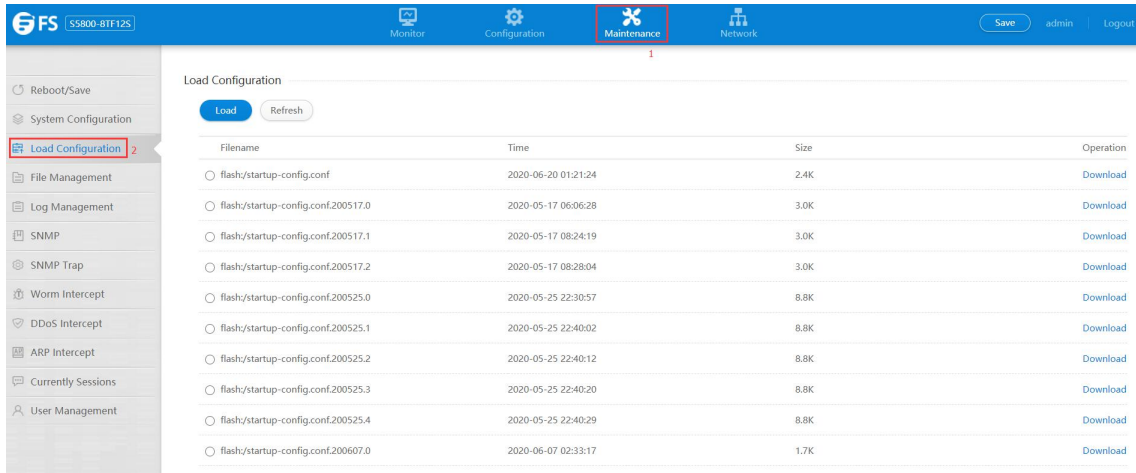 FS S5800-8TF12S Monitor Configuration Maintenance Network Save admin Logout
1
Reboot/Save
System Configuration
Load Configuration 2
File Management
Log Management
SNMP
SNMP Trap
Worm Intercept
DDoS Intercept
ARP Intercept
Currently Sessions
User Management
Load Configuration
Load Refresh
Filename Time Size Operation
flash:/startup-config.conf 2020-06-20 01:21:24 2.4K Download
flash:/startup-config.conf.200517.0 2020-05-17 06:06:28 3.0K Download
flash:/startup-config.conf.200517.1 2020-05-17 08:24:19 3.0K Download
flash:/startup-config.conf.200517.2 2020-05-17 08:28:04 3.0K Download
flash:/startup-config.conf.200525.0 2020-05-25 22:30:57 8.8K Download
flash:/startup-config.conf.200525.1 2020-05-25 22:40:02 8.8K Download
flash:/startup-config.conf.200525.2 2020-05-25 22:40:12 8.8K Download
flash:/startup-config.conf.200525.3 2020-05-25 22:40:20 8.8K Download
flash:/startup-config.conf.200525.4 2020-05-25 22:40:29 8.8K Download
flash:/startup-config.conf.200607.0 2020-06-07 02:33:17 1.7K Download